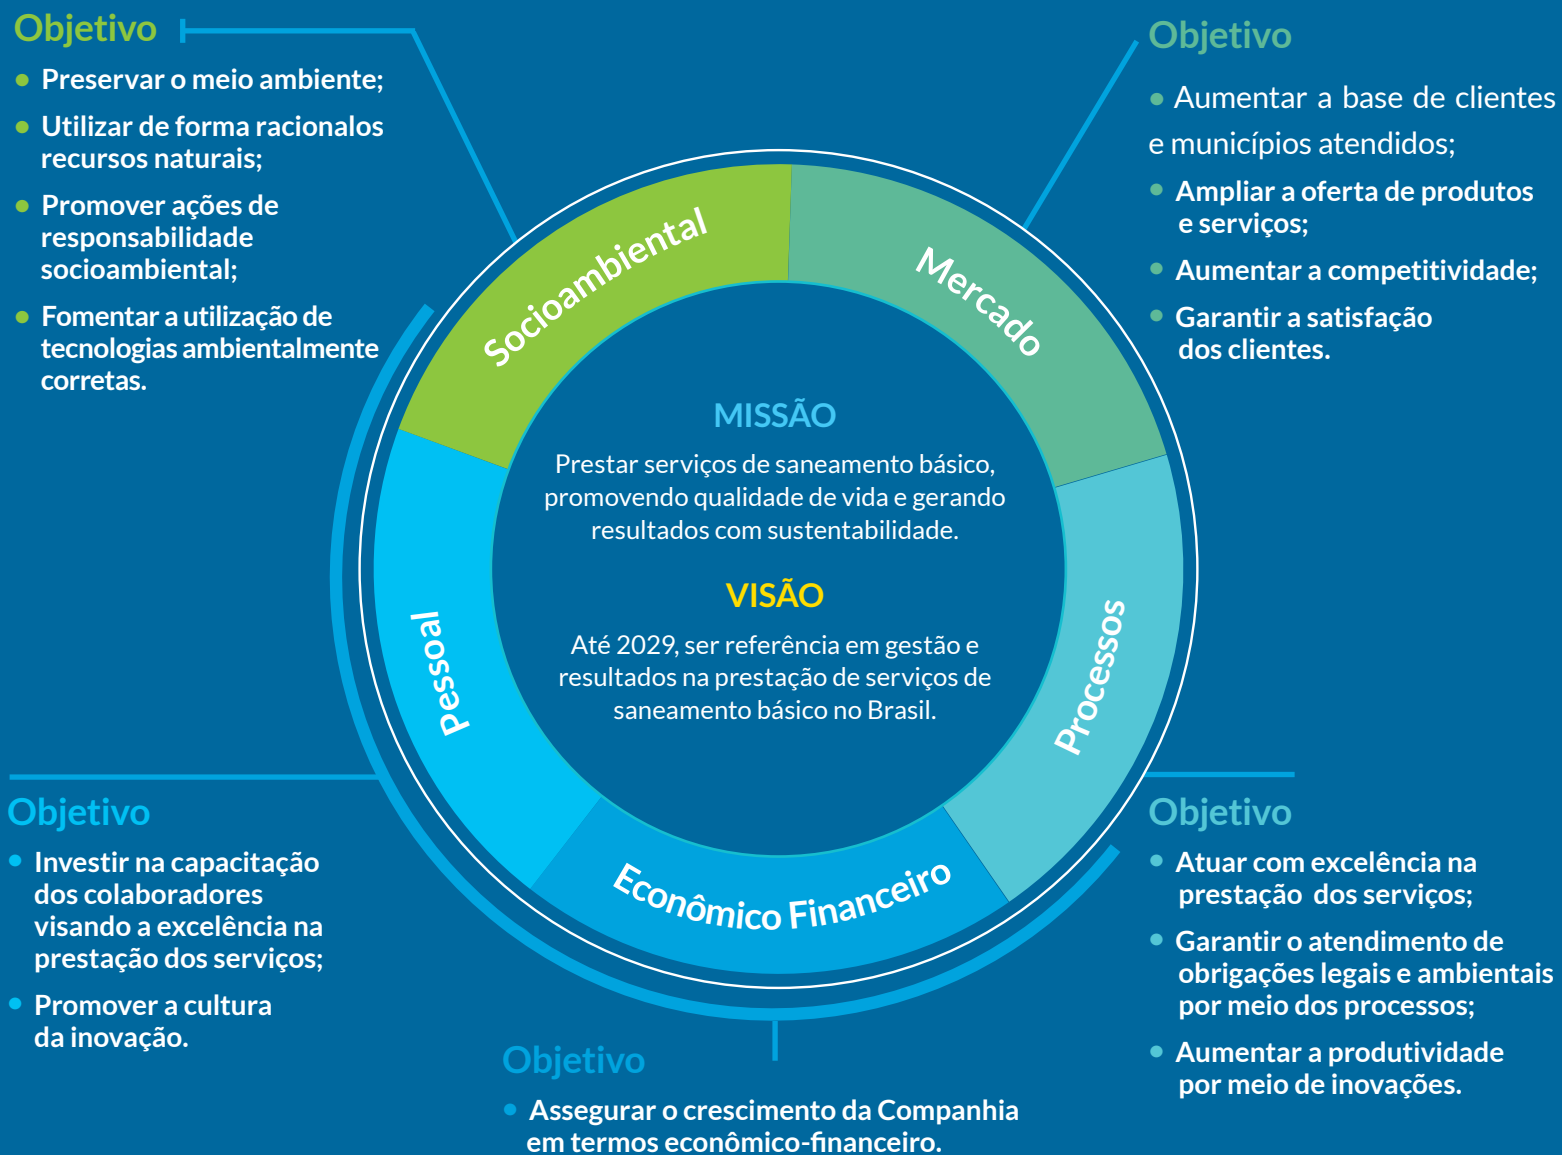 Objetivo
Preservar o meio ambiente;
Utilizar de forma racionalos
recursos naturais;
Promover ações de
responsabilidade
socioambiental;
Fomentar a utilização de
tecnologias ambientalmente
corretas.
Objetivo
Aumentar a base de clientes
e municípios atendidos;
Ampliar a oferta de produtos
e serviços;
Aumentar a competitividade;
Garantir a satisfação
dos clientes.
Socioambiental
Mercado
MISSÃO
Prestar serviços de saneamento básico,
promovendo qualidade de vida e gerando
resultados com sustentabilidade.
VISÃO
Até 2029, ser referência em gestão e
resultados na prestação de serviços de
saneamento básico no Brasil.
Pessoal
Processos
Econômico Financeiro
Objetivo
Investir na capacitação
dos colaboradores
visando a excelência na
prestação dos serviços;
Promover a cultura
da inovação.
Objetivo
Assegurar o crescimento da Companhia
em termos econômico-financeiro.
Objetivo
Atuar com excelência na
prestação dos serviços;
Garantir o atendimento de
obrigações legais e ambientais
por meio dos processos;
Aumentar a produtividade
por meio de inovações.